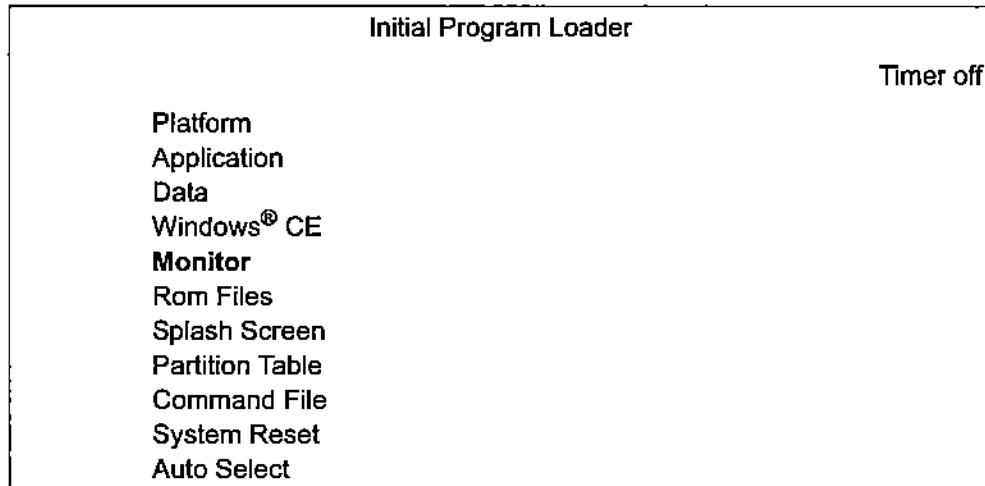 Initial Program Loader
Timer off
Platform
Application
Data
Windows® CE
Monitor
Rom Files
Splash Screen
Partition Table
Command File
System Reset
Auto Select